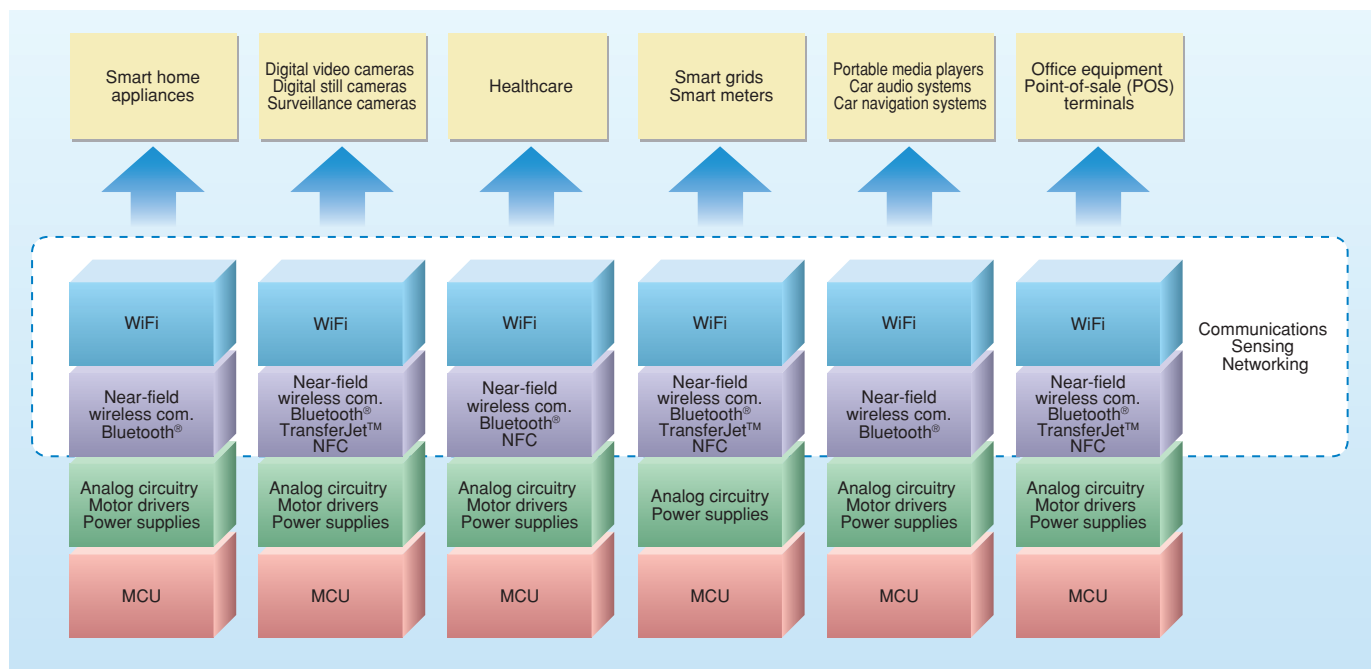 Smart home
appliances
Digital video cameras
Digital still cameras
Surveillance cameras
Healthcare
Smart grids
Smart meters
Portable media players
Car audio systems
Car navigation systems
Office equipment
Point-of-sale (POS)
terminals
WiFi
WiFi
WiFi
WiFi
WiFi
WiFi
Communications
Sensing
Networking
Near-field
wireless com.
Bluetooth®
Near-field
wireless com.
Bluetooth®
TransferJet™
NFC
Near-field
wireless com.
Bluetooth®
NFC
Near-field
wireless com.
Bluetooth®
TransferJet™
NFC
Near-field
wireless com.
Bluetooth®
Near-field
wireless com.
Bluetooth®
TransferJet™
NFC
Analog circuitry
Motor drivers
Power supplies
Analog circuitry
Motor drivers
Power supplies
Analog circuitry
Motor drivers
Power supplies
Analog circuitry
Power supplies
Analog circuitry
Motor drivers
Power supplies
Analog circuitry
Motor drivers
Power supplies
MCU
MCU
MCU
MCU
MCU
MCU